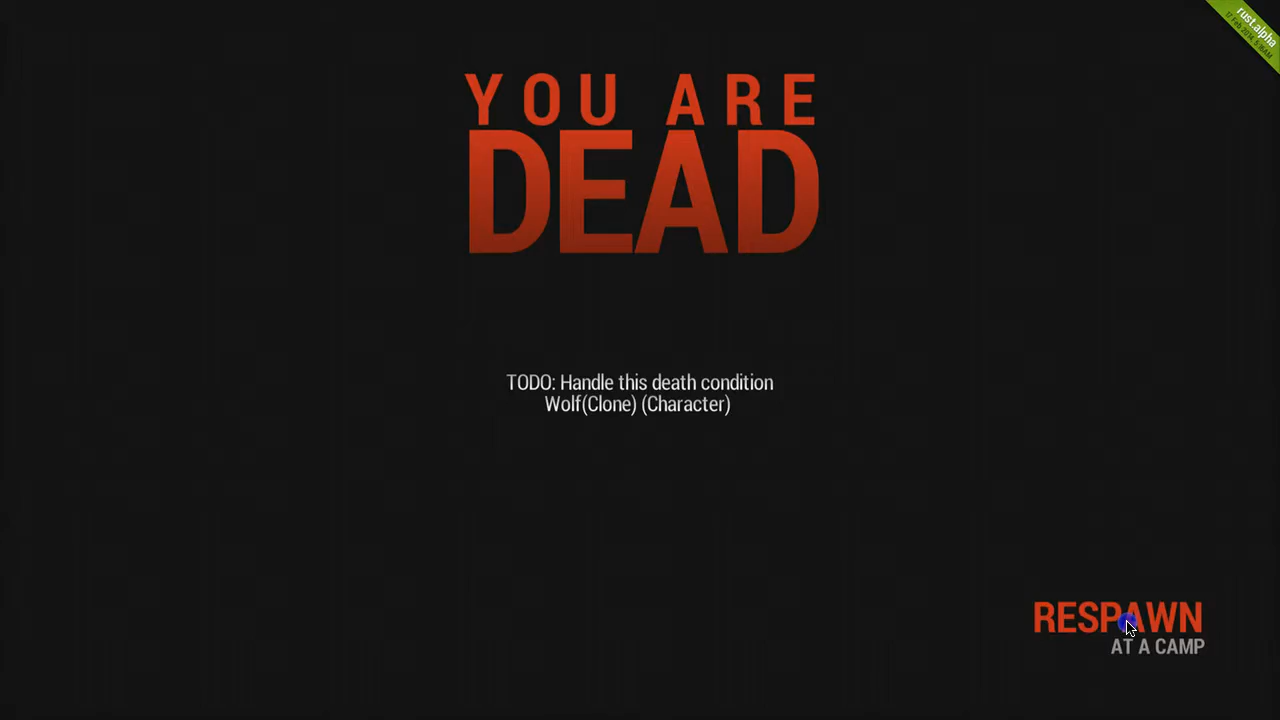 rust.alpha
YOU ARE
DEAD
TODO: Handle this death condition
Wolf(Clone) (Character)
RESPAWN
AT A CAMP